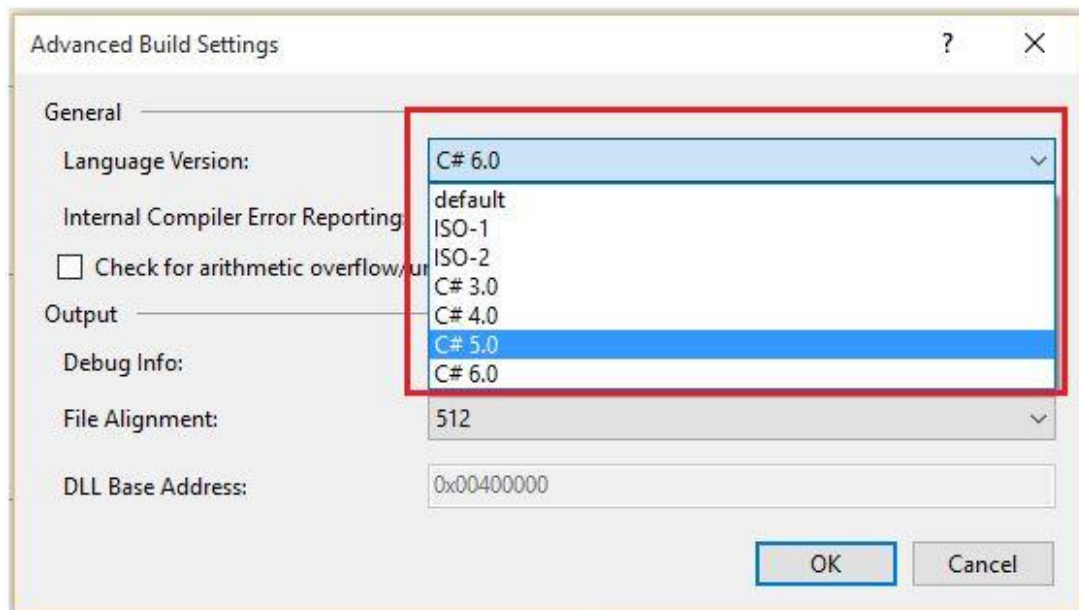 Advanced Build Settings
?
General
Language Version:
C# 6.0
default
Internal Compiler Error Reporting:
ISO-1
ISO-2
Check for arithmetic overflow/ur
C# 3.0
Output
C# 4.0
C# 5.0
Debug Info:
C# 6.0
File Alignment:
512
DLL Base Address:
0x00400000
OK
Cancel